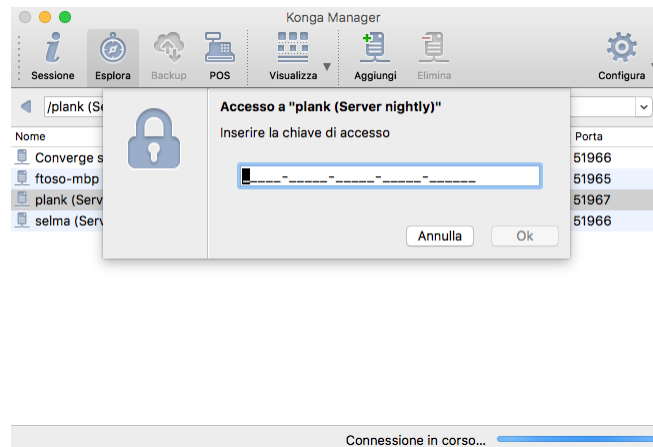 Konga Manager
Sessione Esplora Backup POS Visualizza Aggiungi Elimina Configura
/plank (Se
Accesso a "plank (Server nightly)"
Inserire la chiave di accesso
_____-_____-_____-_____-______
Annulla Ok
Nome Porta
Converge s 51966
ftoso-mbp 51965
plank (Serv 51967
selma (Serv 51966
Connessione in corso...